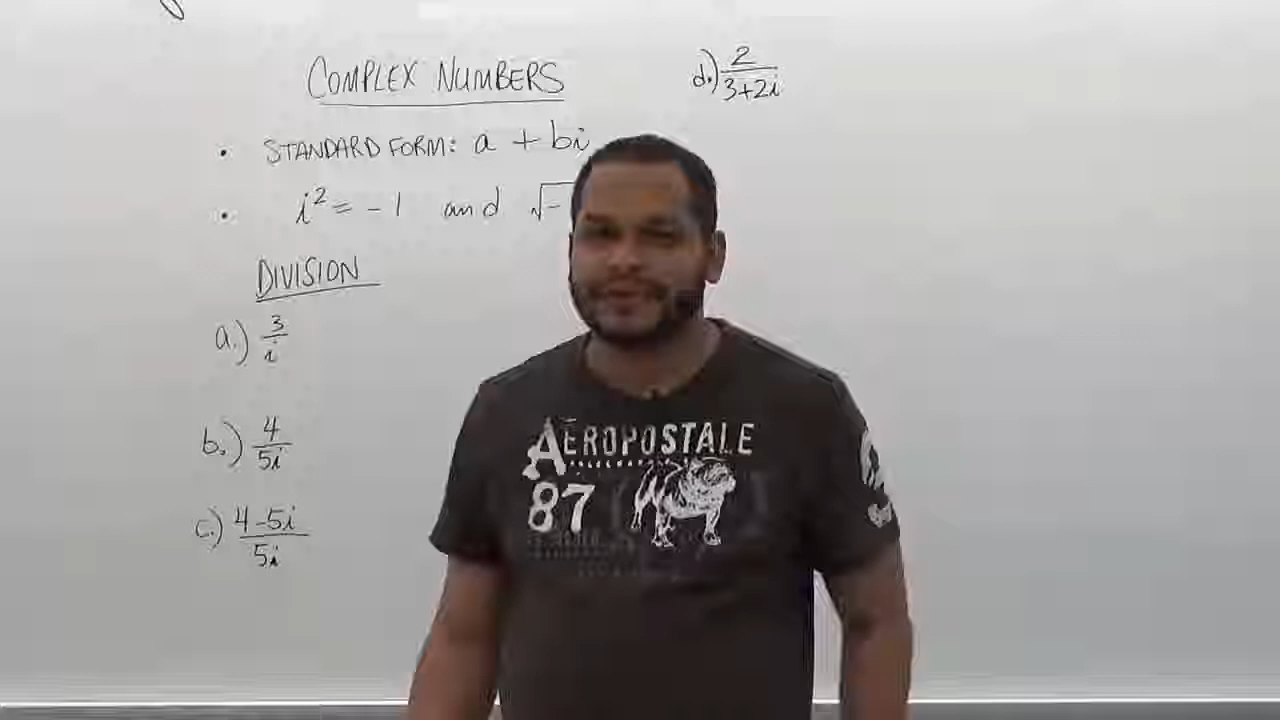 COMPLEX NUMBERS
• STANDARD FORM: a + bi
• i² = -1 and √-
DIVISION
a.) 3/i
b.) 4/5i
c.) 4-5i/5i
d.) 2/3+2i
AÉROPOSTALE
87